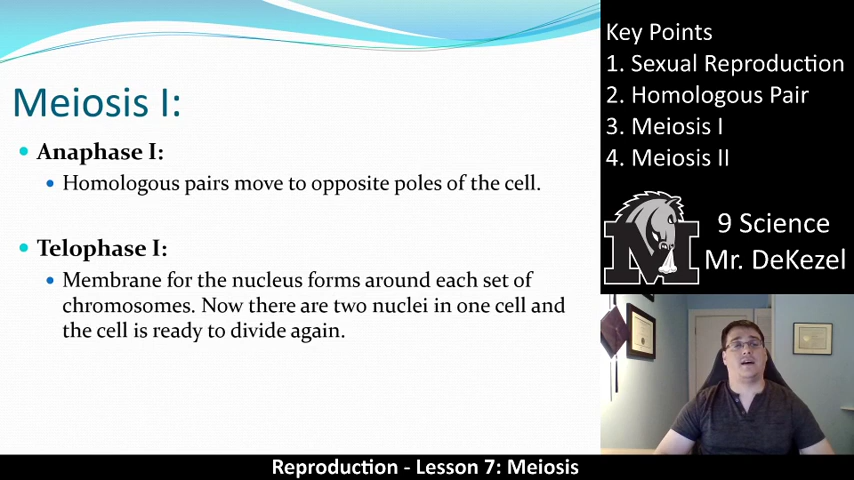 Meiosis I:
Anaphase I:
Homologous pairs move to opposite poles of the cell.
Telophase I:
Membrane for the nucleus forms around each set of
chromosomes. Now there are two nuclei in one cell and
the cell is ready to divide again.
Key Points
1. Sexual Reproduction
2. Homologous Pair
3. Meiosis I
4. Meiosis II
M
9 Science
Mr. DeKezel
Reproduction - Lesson 7: Meiosis